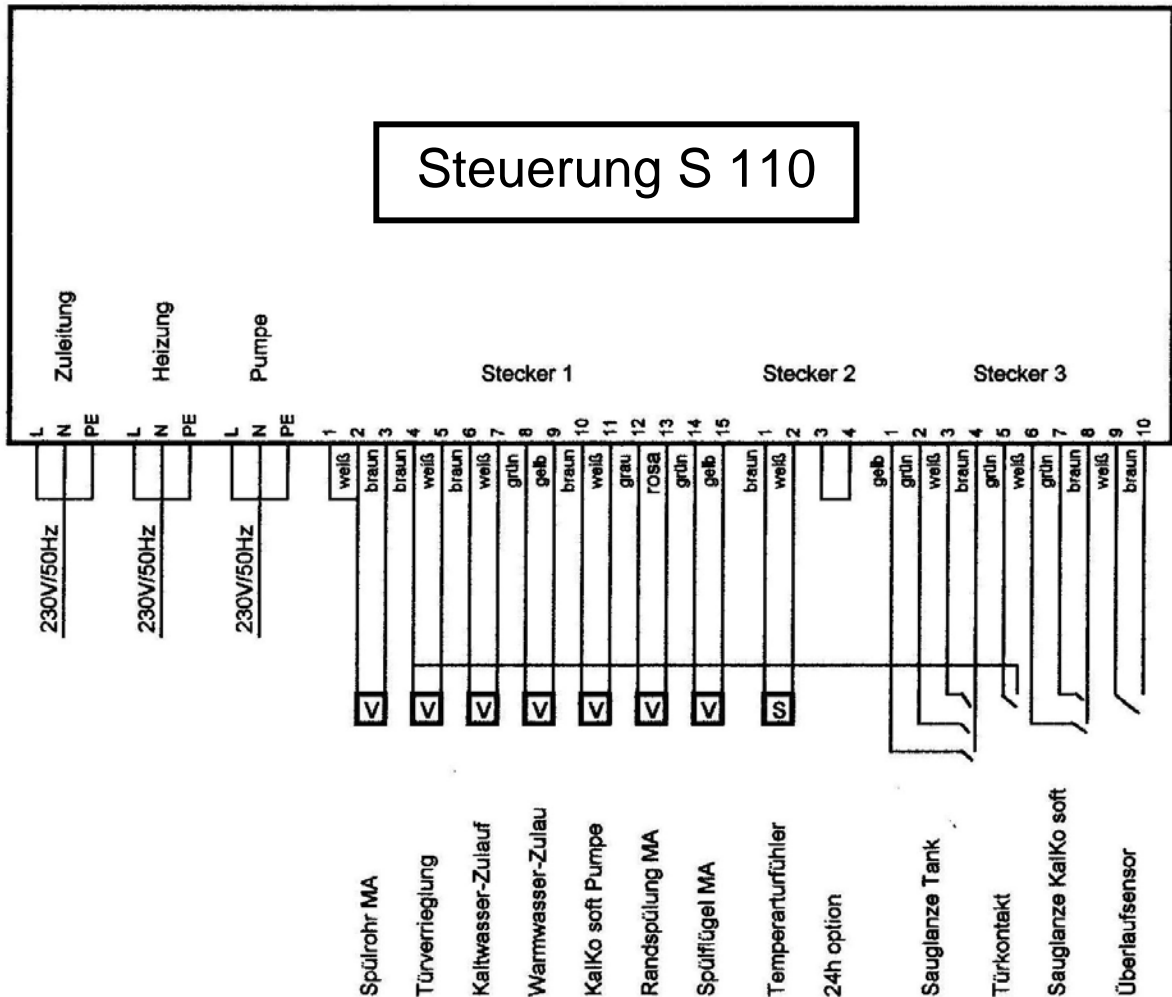 Steuerung S 110
Zuleitung
Heizung
Pumpe
Stecker 1
Stecker 2
Stecker 3
L
N
PE
L
N
PE
L
N
PE
1
2
3
4
5
6
7
8
9
10
11
12
13
14
15
1
2
3
4
1
2
3
4
5
6
7
8
9
10
weiß
braun
braun
weiß
braun
weiß
grün
gelb
braun
weiß
grau
rosa
grün
gelb
braun
weiß
gelb
grün
weiß
braun
grün
weiß
grün
braun
weiß
braun
230V/50Hz
230V/50Hz
230V/50Hz
V
V
V
V
V
V
V
S
Spülrohr MA
Türverrieglung
Kaltwasser-Zulauf
Warmwasser-Zulau
KalKo soft Pumpe
Randspülung MA
Spülflügel MA
Temperarturfühler
24h option
Sauglanze Tank
Türkontakt
Sauglanze KalKo soft
Überlaufsensor